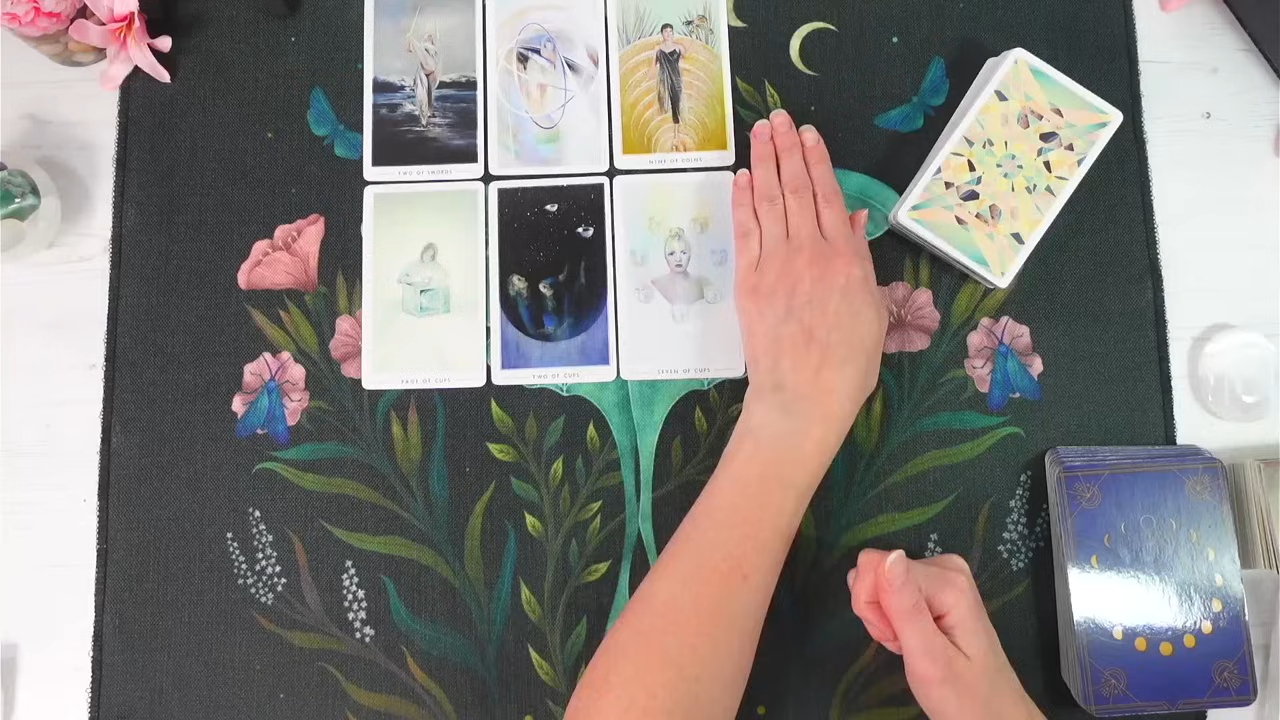 TWO OF SWORDS
NINE OF COINS
PAGE OF CUPS
TWO OF CUPS
SEVEN OF CUPS